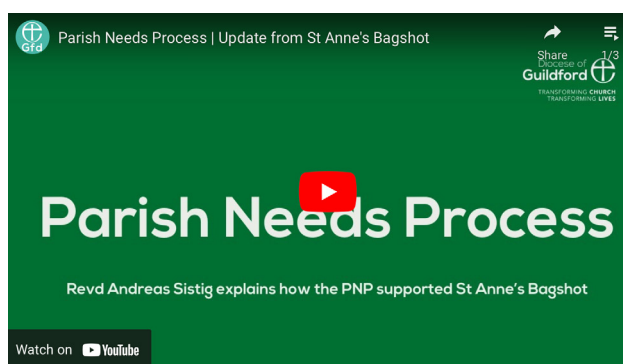 Gfd
Parish Needs Process | Update from St Anne's Bagshot
Share
1/3
Diocese of
Guildford
TRANSFORMING CHURCH
TRANSFORMING LIVES
Parish Needs Process
Revd Andreas Sistig explains how the PNP supported St Anne's Bagshot
Watch on YouTube